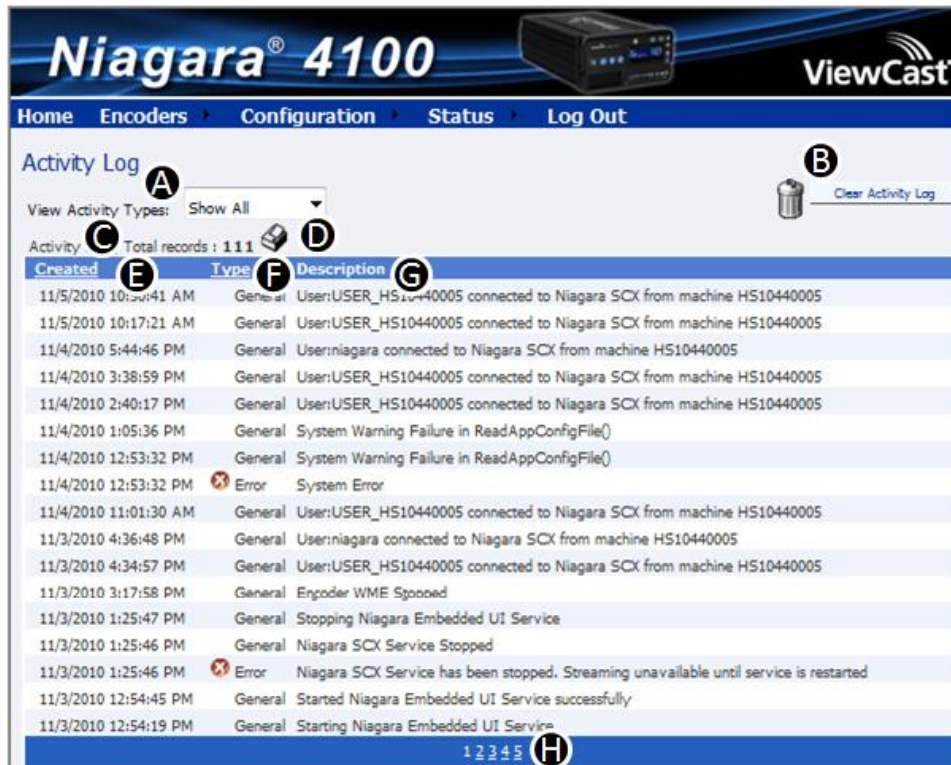 Niagara® 4100
ViewCast
Home Encoders Configuration Status Log Out
Activity Log
A
B
View Activity Types: Show All
Clear Activity Log
Activity C Total records : 111 D
Created E Type F Description G
11/5/2010 10:30:41 AM General User:USER_HS10440005 connected to Niagara SCX from machine HS10440005
11/5/2010 10:17:21 AM General User:USER_HS10440005 connected to Niagara SCX from machine HS10440005
11/4/2010 5:44:46 PM General User:niagara connected to Niagara SCX from machine HS10440005
11/4/2010 3:38:59 PM General User:USER_HS10440005 connected to Niagara SCX from machine HS10440005
11/4/2010 2:40:17 PM General User:USER_HS10440005 connected to Niagara SCX from machine HS10440005
11/4/2010 1:05:36 PM General System Warning Failure in ReadAppConfigFile()
11/4/2010 12:53:32 PM General System Warning Failure in ReadAppConfigFile()
11/4/2010 12:53:32 PM Error System Error
11/4/2010 11:01:30 AM General User:USER_HS10440005 connected to Niagara SCX from machine HS10440005
11/3/2010 4:36:48 PM General User:niagara connected to Niagara SCX from machine HS10440005
11/3/2010 4:34:57 PM General User:USER_HS10440005 connected to Niagara SCX from machine HS10440005
11/3/2010 3:17:58 PM General Encoder WME Stopped
11/3/2010 1:25:47 PM General Stopping Niagara Embedded UI Service
11/3/2010 1:25:46 PM General Niagara SCX Service Stopped
11/3/2010 1:25:46 PM Error Niagara SCX Service has been stopped. Streaming unavailable until service is restarted
11/3/2010 12:54:45 PM General Started Niagara Embedded UI Service successfully
11/3/2010 12:54:19 PM General Starting Niagara Embedded UI Service
1 2 3 4 5 H